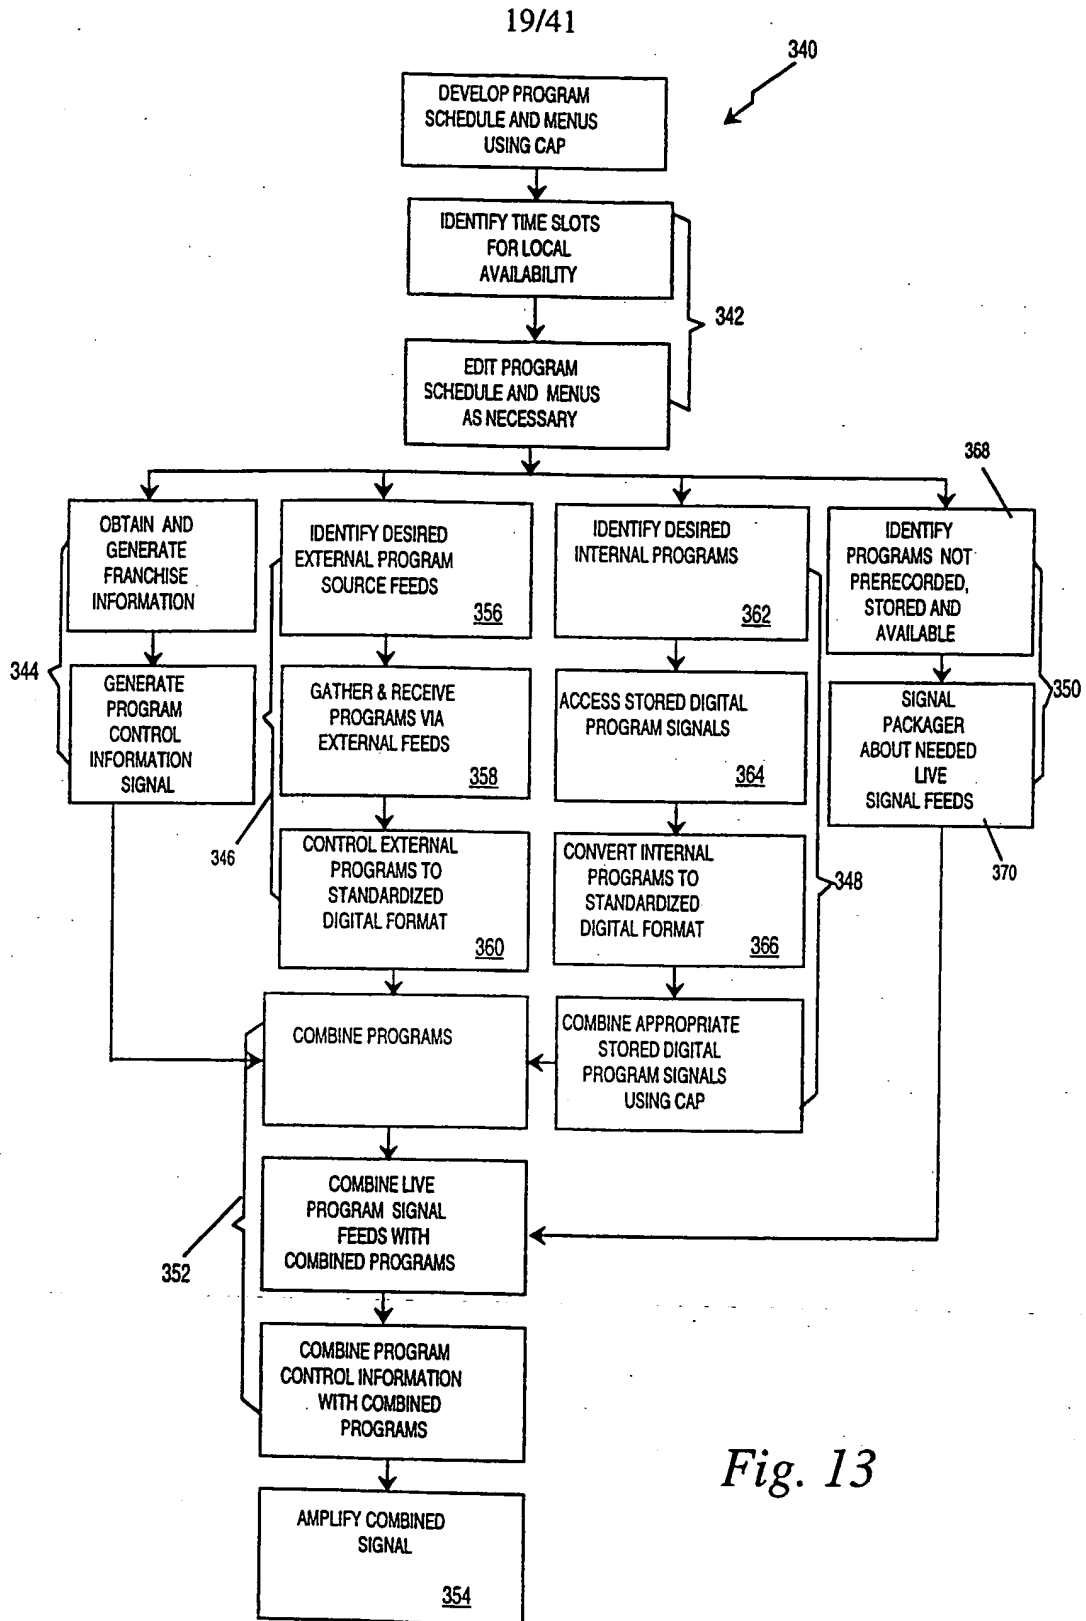 19/41
340
DEVELOP PROGRAM
SCHEDULE AND MENUS
USING CAP
IDENTIFY TIME SLOTS
FOR LOCAL
AVAILABILITY
342
EDIT PROGRAM
SCHEDULE AND MENUS
AS NECESSARY
368
OBTAIN AND
GENERATE
FRANCHISE
INFORMATION
IDENTIFY DESIRED
EXTERNAL PROGRAM
SOURCE FEEDS
356
IDENTIFY DESIRED
INTERNAL PROGRAMS
362
IDENTIFY
PROGRAMS NOT
PRERECORDED,
STORED AND
AVAILABLE
344
GENERATE
PROGRAM
CONTROL
INFORMATION
SIGNAL
GATHER & RECEIVE
PROGRAMS VIA
EXTERNAL FEEDS
358
ACCESS STORED DIGITAL
PROGRAM SIGNALS
364
SIGNAL
PACKAGER
ABOUT NEEDED
LIVE
SIGNAL FEEDS
350
346
CONTROL EXTERNAL
PROGRAMS TO
STANDARDIZED
DIGITAL FORMAT
360
CONVERT INTERNAL
PROGRAMS TO
STANDARDIZED
DIGITAL FORMAT
366
348
370
COMBINE PROGRAMS
COMBINE APPROPRIATE
STORED DIGITAL
PROGRAM SIGNALS
USING CAP
COMBINE LIVE
PROGRAM SIGNAL
FEEDS WITH
COMBINED PROGRAMS
352
COMBINE PROGRAM
CONTROL INFORMATION
WITH COMBINED
PROGRAMS
Fig. 13
AMPLIFY COMBINED
SIGNAL
354